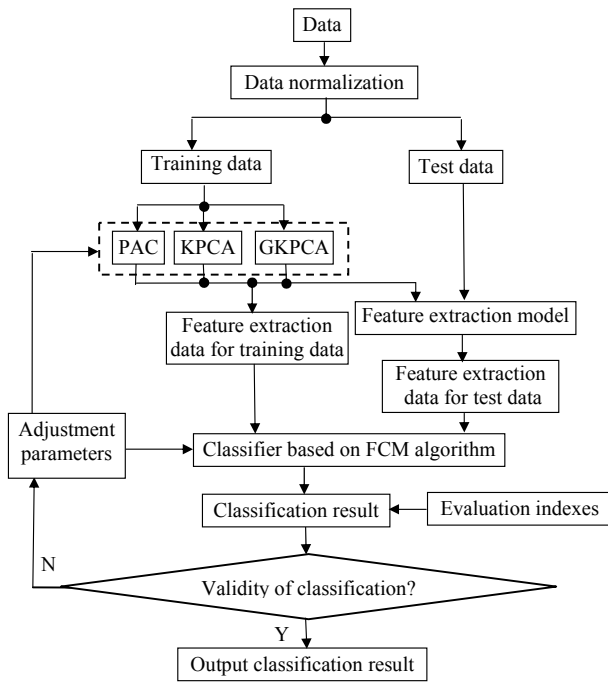 Data
Data normalization
Training data
Test data
PAC
KPCA
GKPCA
Feature extraction
data for training data
Feature extraction model
Feature extraction
data for test data
Adjustment
parameters
Classifier based on FCM algorithm
Classification result
Evaluation indexes
N
Validity of classification?
Y
Output classification result